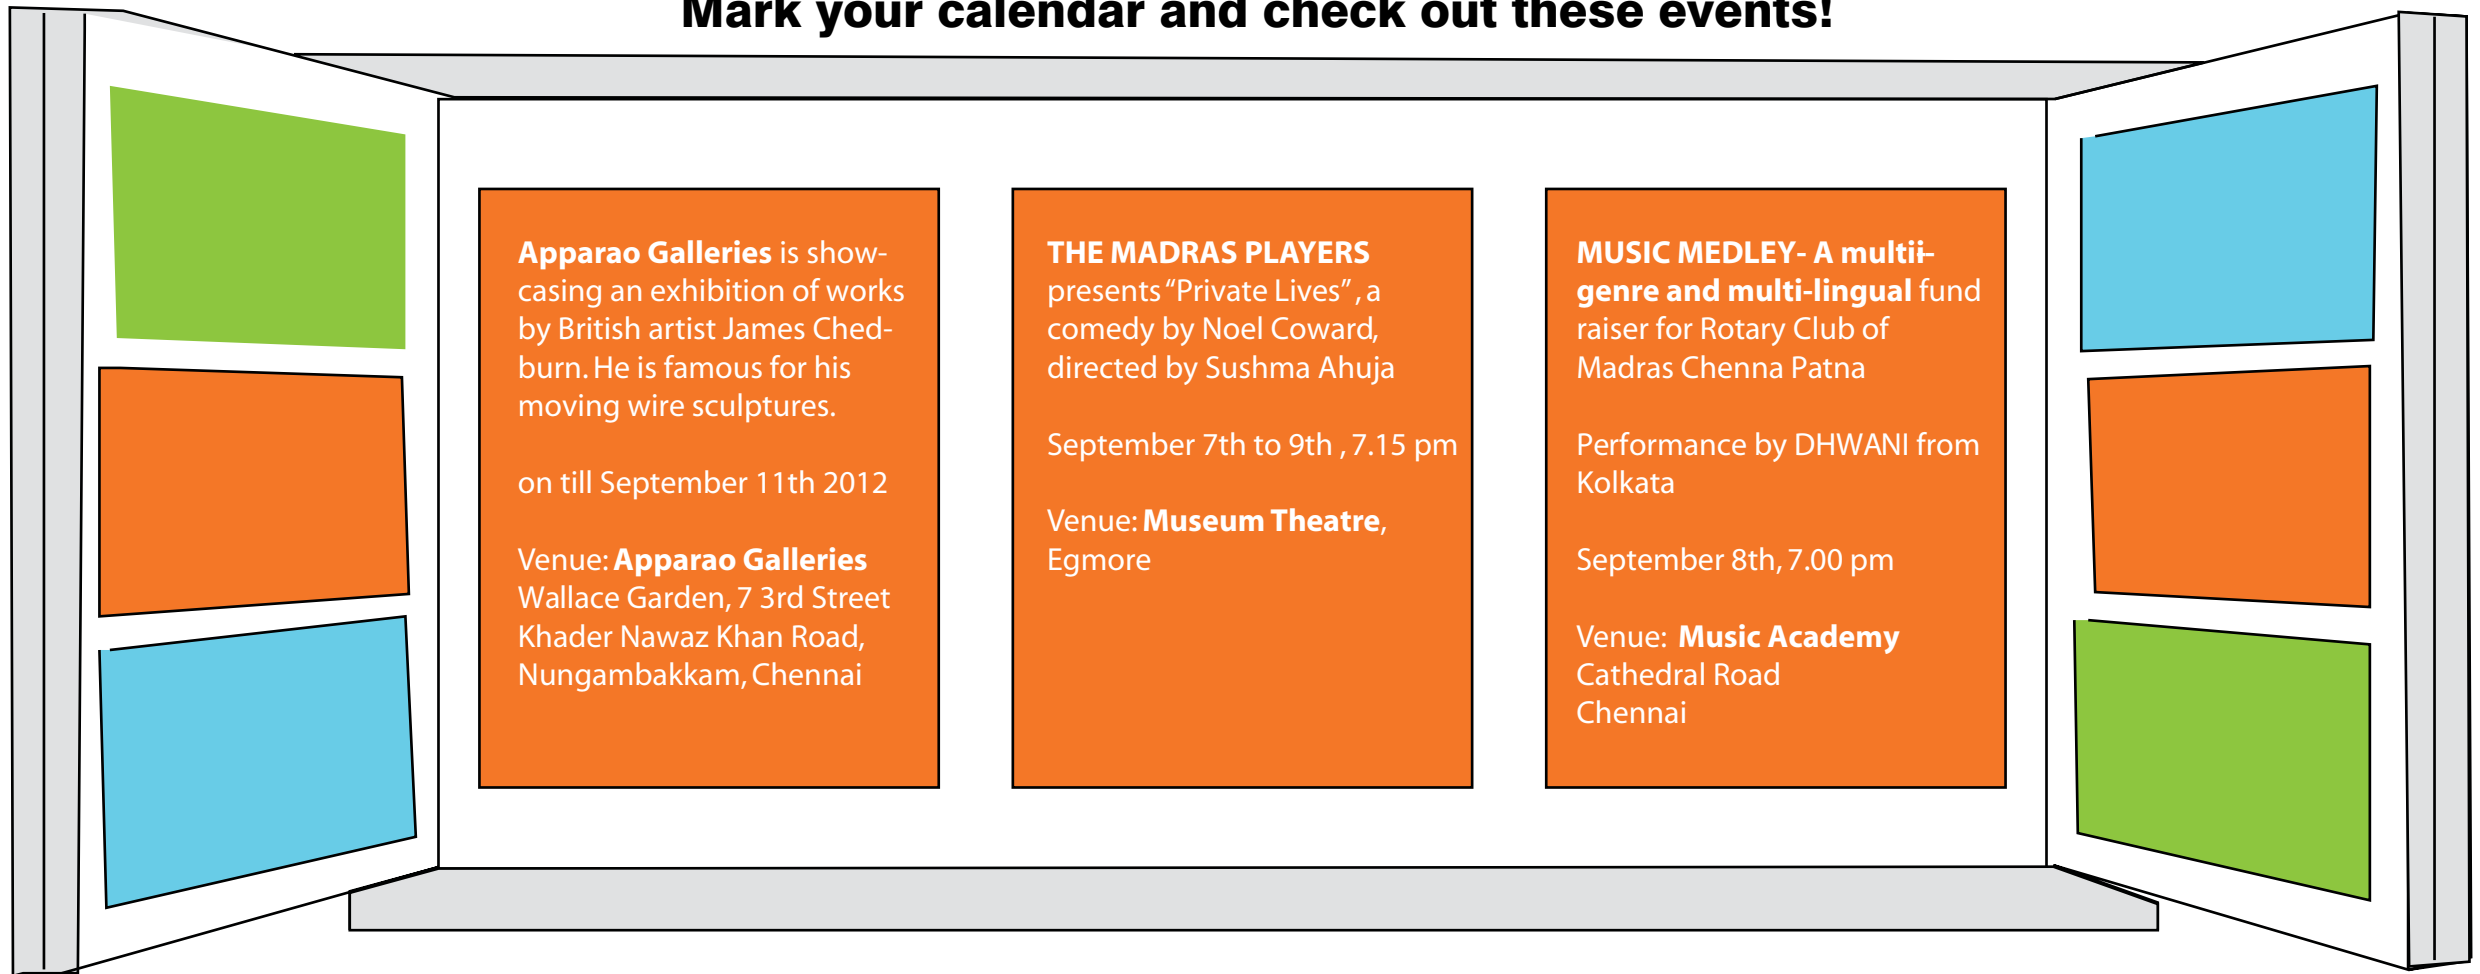 Mark your calendar and check out these events!
Apparao Galleries is show-
casing an exhibition of works
by British artist James Ched-
burn. He is famous for his
moving wire sculptures.
on till September 11th 2012
Venue: Apparao Galleries
Wallace Garden, 7 3rd Street
Khader Nawaz Khan Road,
Nungambakkam, Chennai
THE MADRAS PLAYERS
presents “Private Lives” , a
comedy by Noel Coward,
directed by Sushma Ahuja
September 7th to 9th , 7.15 pm
Venue: Museum Theatre,
Egmore
MUSIC MEDLEY- A multii-
genre and multi-lingual fund
raiser for Rotary Club of
Madras Chenna Patna
Performance by DHWANI from
Kolkata
September 8th, 7.00 pm
Venue: Music Academy
Cathedral Road
Chennai